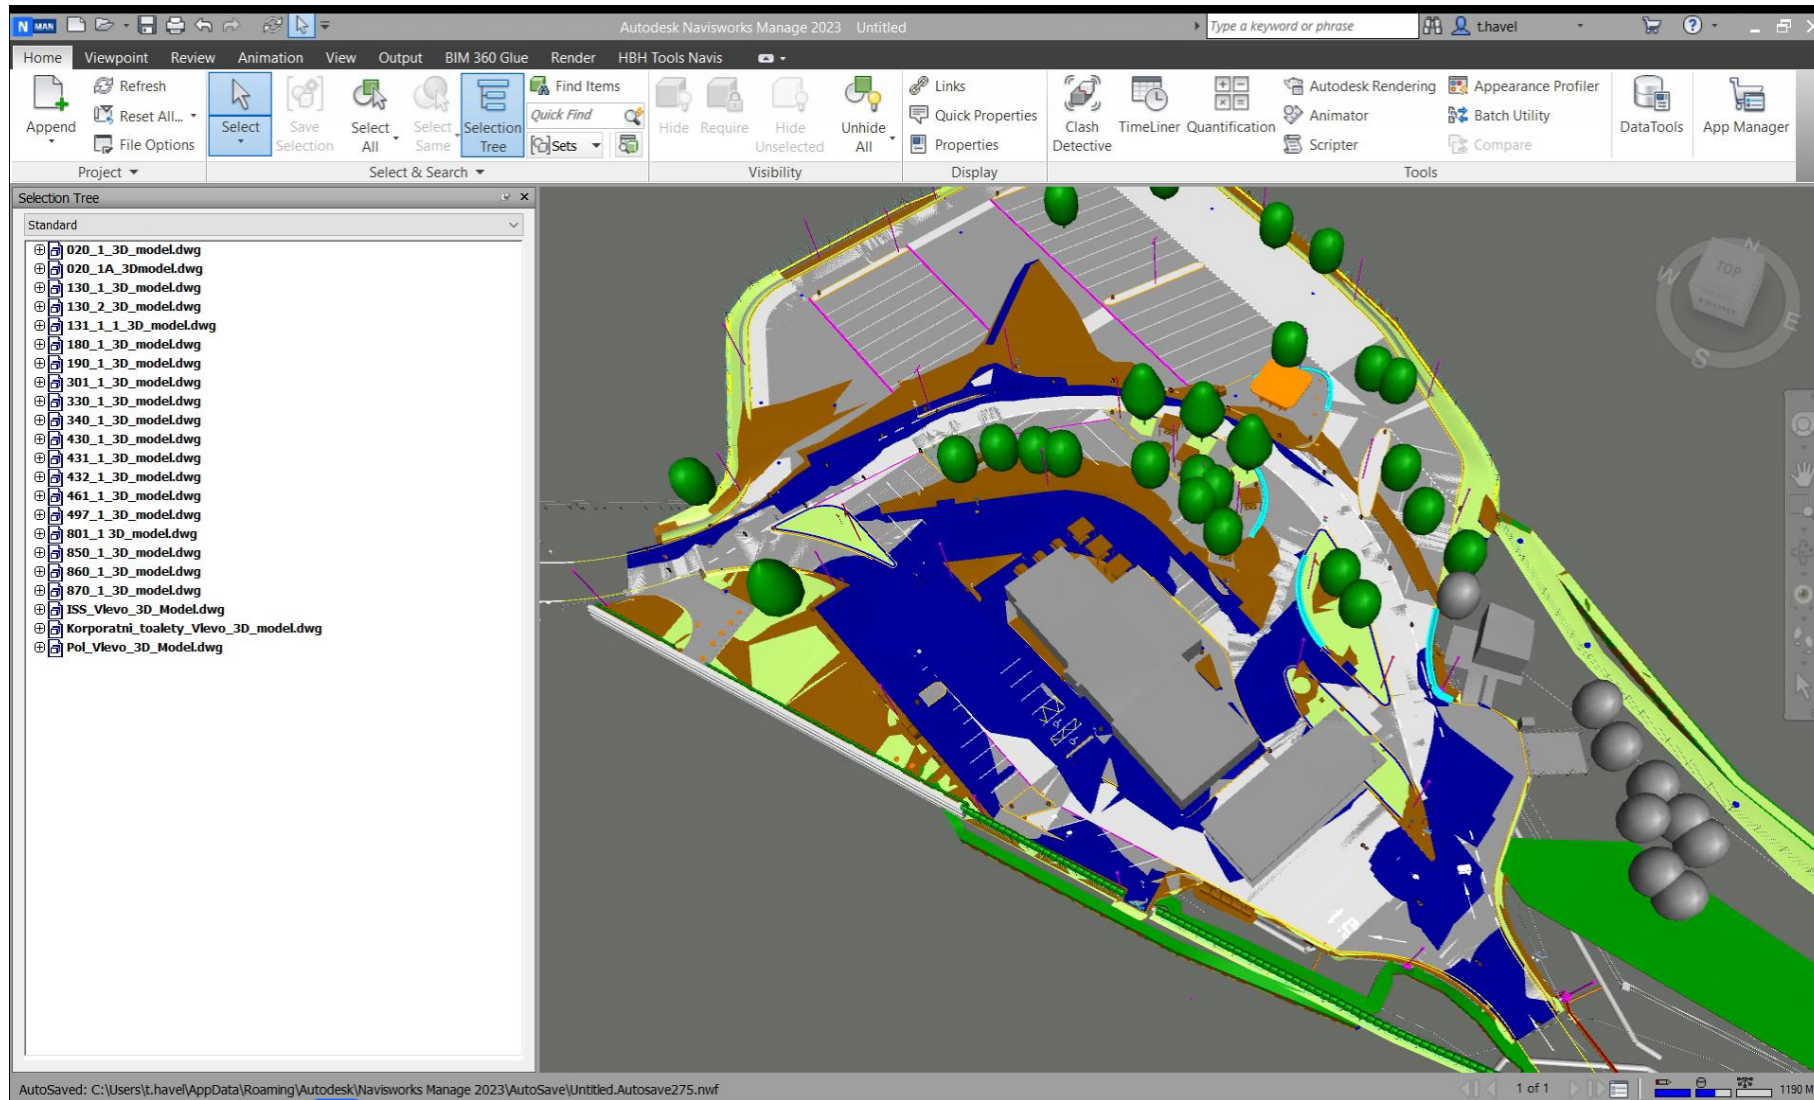 N MAN
Autodesk Navisworks Manage 2023 Untitled
Type a keyword or phrase
t.havel
Home Viewpoint Review Animation View Output BIM 360 Glue Render HBH Tools Navis
Append
Refresh
Reset All...
File Options
Select
Save Selection
Select All
Select Same
Selection Tree
Find Items
Quick Find
Sets
Hide
Require
Hide Unselected
Unhide All
Links
Quick Properties
Properties
Clash Detective
TimeLiner
Quantification
Autodesk Rendering
Animator
Scripter
Appearance Profiler
Batch Utility
Compare
DataTools
App Manager
Project
Select & Search
Visibility
Display
Tools
Selection Tree
Standard
020_1_3D_model.dwg
020_1A_3Dmodel.dwg
130_1_3D_model.dwg
130_2_3D_model.dwg
131_1_1_3D_model.dwg
180_1_3D_model.dwg
190_1_3D_model.dwg
301_1_3D_model.dwg
330_1_3D_model.dwg
340_1_3D_model.dwg
430_1_3D_model.dwg
431_1_3D_model.dwg
432_1_3D_model.dwg
461_1_3D_model.dwg
497_1_3D_model.dwg
801_1 3D_model.dwg
850_1_3D_model.dwg
860_1_3D_model.dwg
870_1_3D_model.dwg
ISS_Vlevo_3D_Model.dwg
Korporatni_toalety_Vlevo_3D_model.dwg
Pol_Vlevo_3D_Model.dwg
N
W
TOP
FRONT
E
S
AutoSaved: C:\Users\t.havel\AppData\Roaming\Autodesk\Navisworks Manage 2023\AutoSave\Untitled.Autosave275.nwf
1 of 1
1190 M